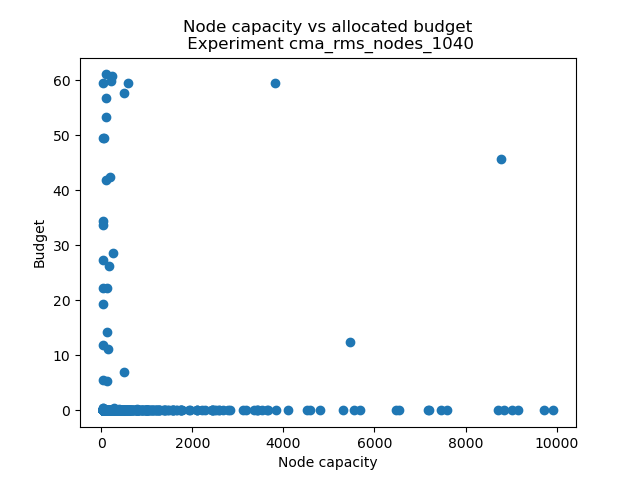 Node capacity vs allocated budget
Experiment cma_rms_nodes_1040
60
50
40
30
20
10
0
Budget
0 2000 4000 6000 8000 10000
Node capacity